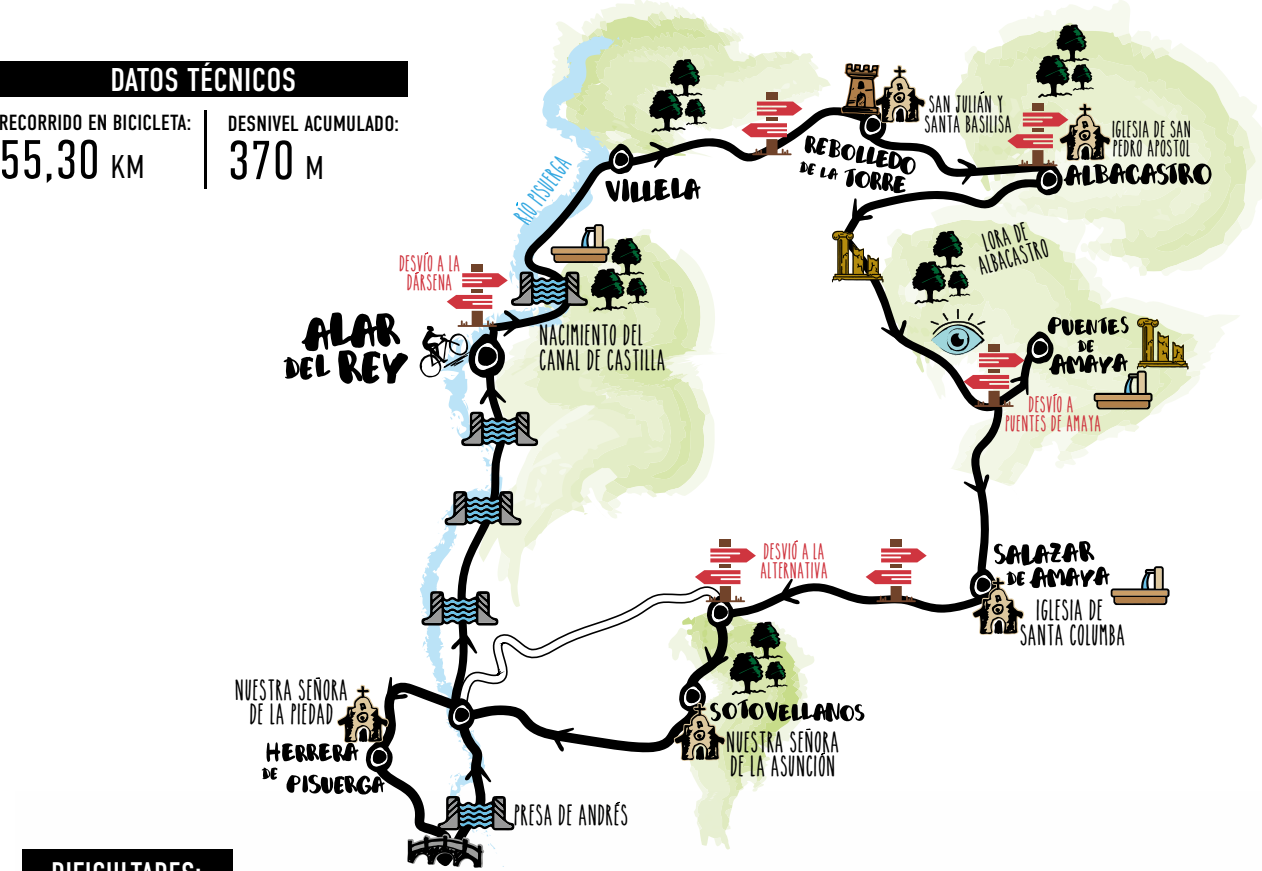 DATOS TÉCNICOS
RECORRIDO EN BICICLETA:
55,30 KM
DESNIVEL ACUMULADO:
370 M
RÍO PISUERGA
VILLELA
REBOLLEDO
DE LA TORRE
SAN JULIÁN Y
SANTA BASILISA
IGLESIA DE SAN
PEDRO APOSTOL
ALBACASTRO
LORA DE
ALBACASTRO
DESVÍO A LA
DÁRSENA
ALAR
DEL REY
NACIMIENTO DEL
CANAL DE CASTILLA
PUENTES
DE
AMAYA
DESVÍO A
PUENTES DE AMAYA
DESVIÓ A LA
ALTERNATIVA
SALAZAR
DE AMAYA
IGLESIA DE
SANTA COLUMBA
NUESTRA SEÑORA
DE LA PIEDAD
HERRERA
DE PISUERGA
SOTOVELLANOS
NUESTRA SEÑORA
DE LA ASUNCIÓN
PRESA DE ANDRÉS
DIFICULTADES: